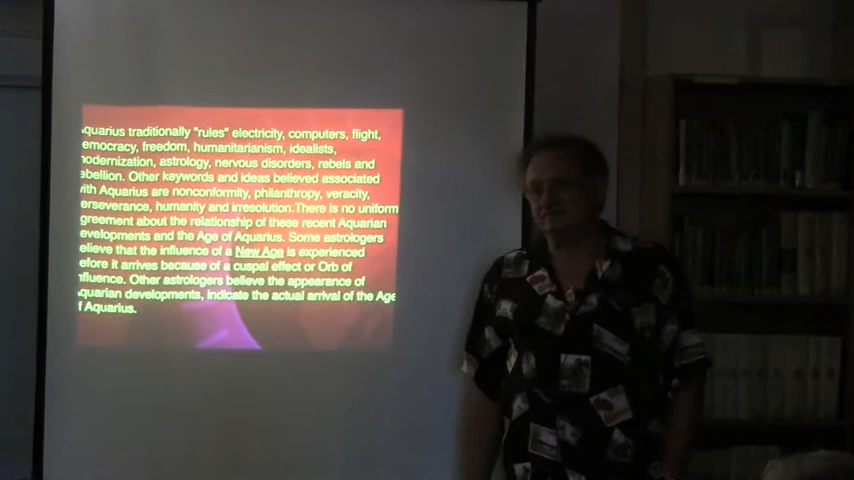 quarius traditionally "rules" electricity, computers, flight,
emocracy, freedom, humanitarianism, idealists,
odernization, astrology, nervous disorders, rebels and
ebellion. Other keywords and ideas believed associated
ith Aquarius are nonconformity, philanthropy, veracity,
erseverance, humanity and irresolution.There is no uniform
greement about the relationship of these recent Aquarian
evelopments and the Age of Aquarius. Some astrologers
elieve that the influence of a New Age is experienced
efore it arrives because of a cuspal effect or Orb of
nfluence. Other astrologers believe the appearance of
quarian developments, indicate the actual arrival of the Age
f Aquarius.